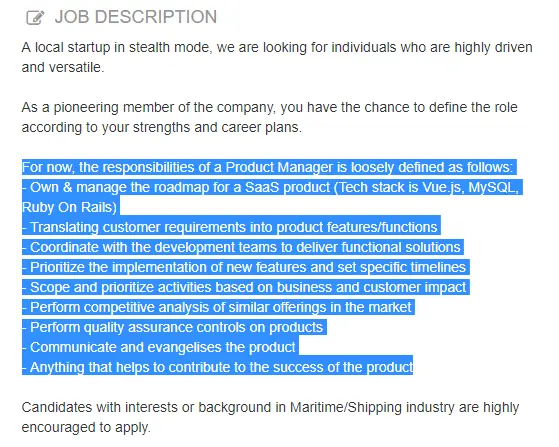 JOB DESCRIPTION
A local startup in stealth mode, we are looking for individuals who are highly driven
and versatile.
As a pioneering member of the company, you have the chance to define the role
according to your strengths and career plans.
For now, the responsibilities of a Product Manager is loosely defined as follows:
- Own & manage the roadmap for a SaaS product (Tech stack is Vue.js, MySQL,
Ruby On Rails)
- Translating customer requirements into product features/functions
- Coordinate with the development teams to deliver functional solutions
- Prioritize the implementation of new features and set specific timelines
- Scope and prioritize activities based on business and customer impact
- Perform competitive analysis of similar offerings in the market
- Perform quality assurance controls on products
- Communicate and evangelises the product
- Anything that helps to contribute to the success of the product
Candidates with interests or background in Maritime/Shipping industry are highly
encouraged to apply.